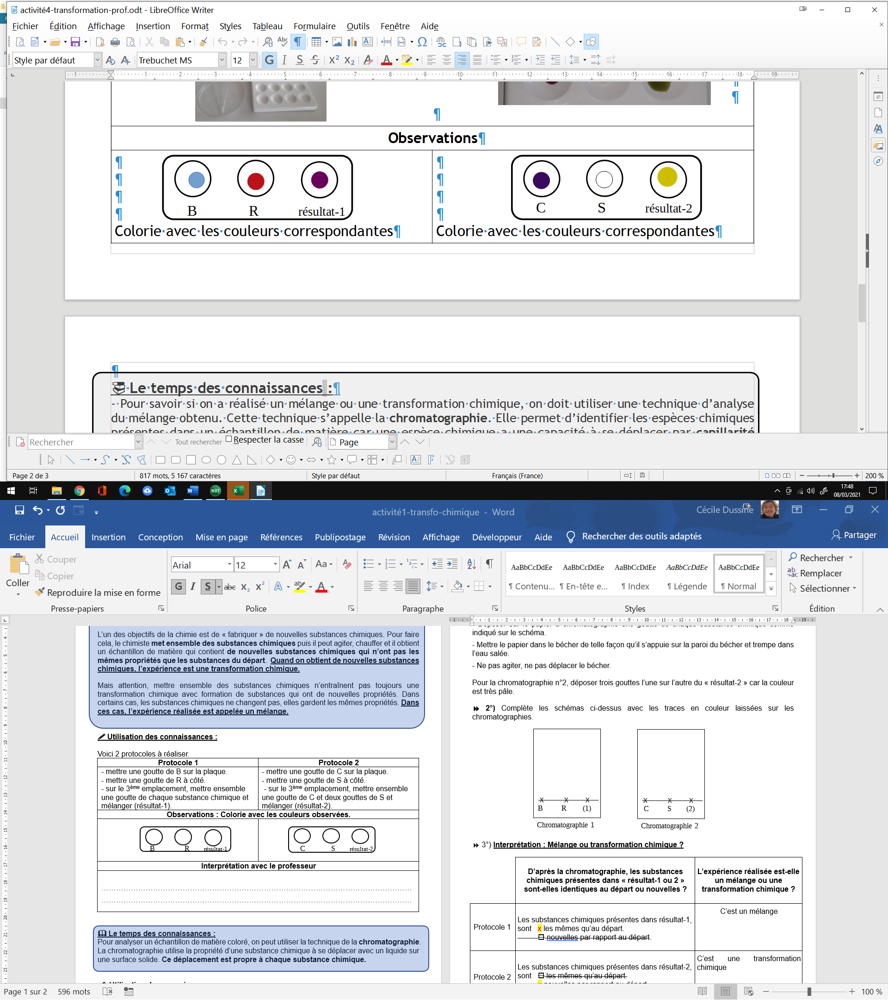 activité4-transformation-prof.odt - LibreOffice Writer
Fichier Édition Affichage Insertion Format Styles Tableau Formulaire Outils Fenêtre Aide
Style par défaut Trebuchet MS 12
Observations¶
B R résultat-1
C S résultat-2
Colorie·avec·les·couleurs·correspondantes¶
Colorie·avec·les·couleurs·correspondantes¶
¶
Le·temps·des·connaissances :¶
-·Pour·savoir·si·on·a·réalisé·un·mélange·ou·une·transformation·chimique,·on·doit·utiliser·une·technique·d’analyse
du·mélange·obtenu.·Cette·technique·s’appelle·la·chromatographie.·Elle·permet·d’identifier·les·espèces·chimiques
présentes·dans·un·échantillon·de·matière·car·une·espèce·chimique·a·une·capacité·à·se·déplacer·par·capillarité
Rechercher Tout rechercher Respecter la casse Page
Page 2 de 3 817 mots, 5 167 caractères Style par défaut Français (France) 200 %
17:48
08/03/2021
activité1-transfo-chimique - Word Cécile Dussine
Fichier Accueil Insertion Conception Mise en page Références Publipostage Révision Affichage Développeur Aide Rechercher des outils adaptés Partager
Coller
Couper
Copier
Reproduire la mise en forme
Presse-papiers
Arial 12
Police
Paragraphe
AaBbCcDdEe AaBbCcDdEe AaBbCcDdEe AaBbCcDdEe AaBbCcDdEe
¶ Contenu... ¶ En-tête e... ¶ Index ¶ Légende ¶ Normal
Styles
Rechercher
Remplacer
Sélectionner
Édition
L’un des objectifs de la chimie est de « fabriquer » de nouvelles substances chimiques. Pour faire
cela, le chimiste met ensemble des substances chimiques puis il peut agiter, chauffer et il obtient
un échantillon de matière qui contient de nouvelles substances chimiques qui n’ont pas les
mêmes propriétés que les substances du départ. Quand on obtient de nouvelles substances
chimiques, l’expérience est une transformation chimique.
Mais attention, mettre ensemble des substances chimiques n’entraînent pas toujours une
transformation chimique avec formation de substances qui ont de nouvelles propriétés. Dans
certains cas, les substances chimiques ne changent pas, elles gardent les mêmes propriétés. Dans
ces cas, l’expérience réalisée est appelée un mélange.
Utilisation des connaissances :
Voici 2 protocoles à réaliser.
Protocole 1
- mettre une goutte de B sur la plaque.
- mettre une goutte de R à côté.
- sur le 3ème emplacement, mettre ensemble
une goutte de chaque substance chimique et
mélanger (résultat-1).
Protocole 2
- mettre une goutte de C sur la plaque.
- mettre une goutte de S à côté.
- sur le 3ème emplacement, mettre ensemble
une goutte de C et deux gouttes de S et
mélanger (résultat-2).
Observations : Colorie avec les couleurs observées.
B R résultat-1
C S résultat-2
Interprétation avec le professeur
Le temps des connaissances :
Pour analyser un échantillon de matière coloré, on peut utiliser la technique de la chromatographie.
La chromatographie utilise la propriété d’une substance chimique à se déplacer avec un liquide sur
une surface solide. Ce déplacement est propre à chaque substance chimique.
indiqué sur le schéma.
- Mettre le papier dans le bécher de telle façon qu’il s’appuie sur la paroi du bécher et trempe dans
l’eau salée.
- Ne pas agiter, ne pas déplacer le bécher.
Pour la chromatographie n°2, déposer trois gouttes l’une sur l’autre du « résultat-2 » car la couleur
est très pâle.
2°) Complète les schémas ci-dessus avec les traces en couleur laissées sur les
chromatographies.
X X X
B R (1)
Chromatographie 1
X X X
C S (2)
Chromatographie 2
3°) Interprétation : Mélange ou transformation chimique ?
D’après la chromatographie, les substances
chimiques présentes dans « résultat-1 ou 2 »
sont-elles identiques au départ ou nouvelles ?
L’expérience réalisée est-elle
un mélange ou une
transformation chimique ?
Protocole 1
Les substances chimiques présentes dans résultat-1,
sont x les mêmes qu’au départ.
nouvelles par rapport au départ.
C’est un mélange
Protocole 2
Les substances chimiques présentes dans résultat-2,
sont les mêmes qu’au départ.
C’est une transformation
chimique
Page 1 sur 2 596 mots 100 %